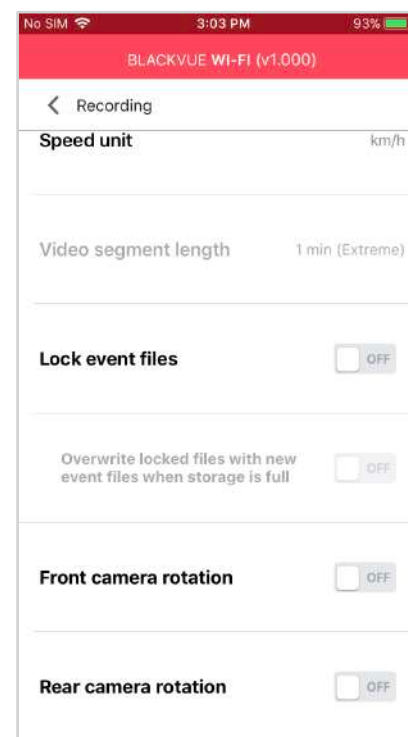 No SIM 3:03 PM 93%
BLACKVUE WI-FI (v1.000)
Recording
Speed unit km/h
Video segment length 1 min (Extreme)
Lock event files OFF
Overwrite locked files with new
event files when storage is full OFF
Front camera rotation OFF
Rear camera rotation OFF